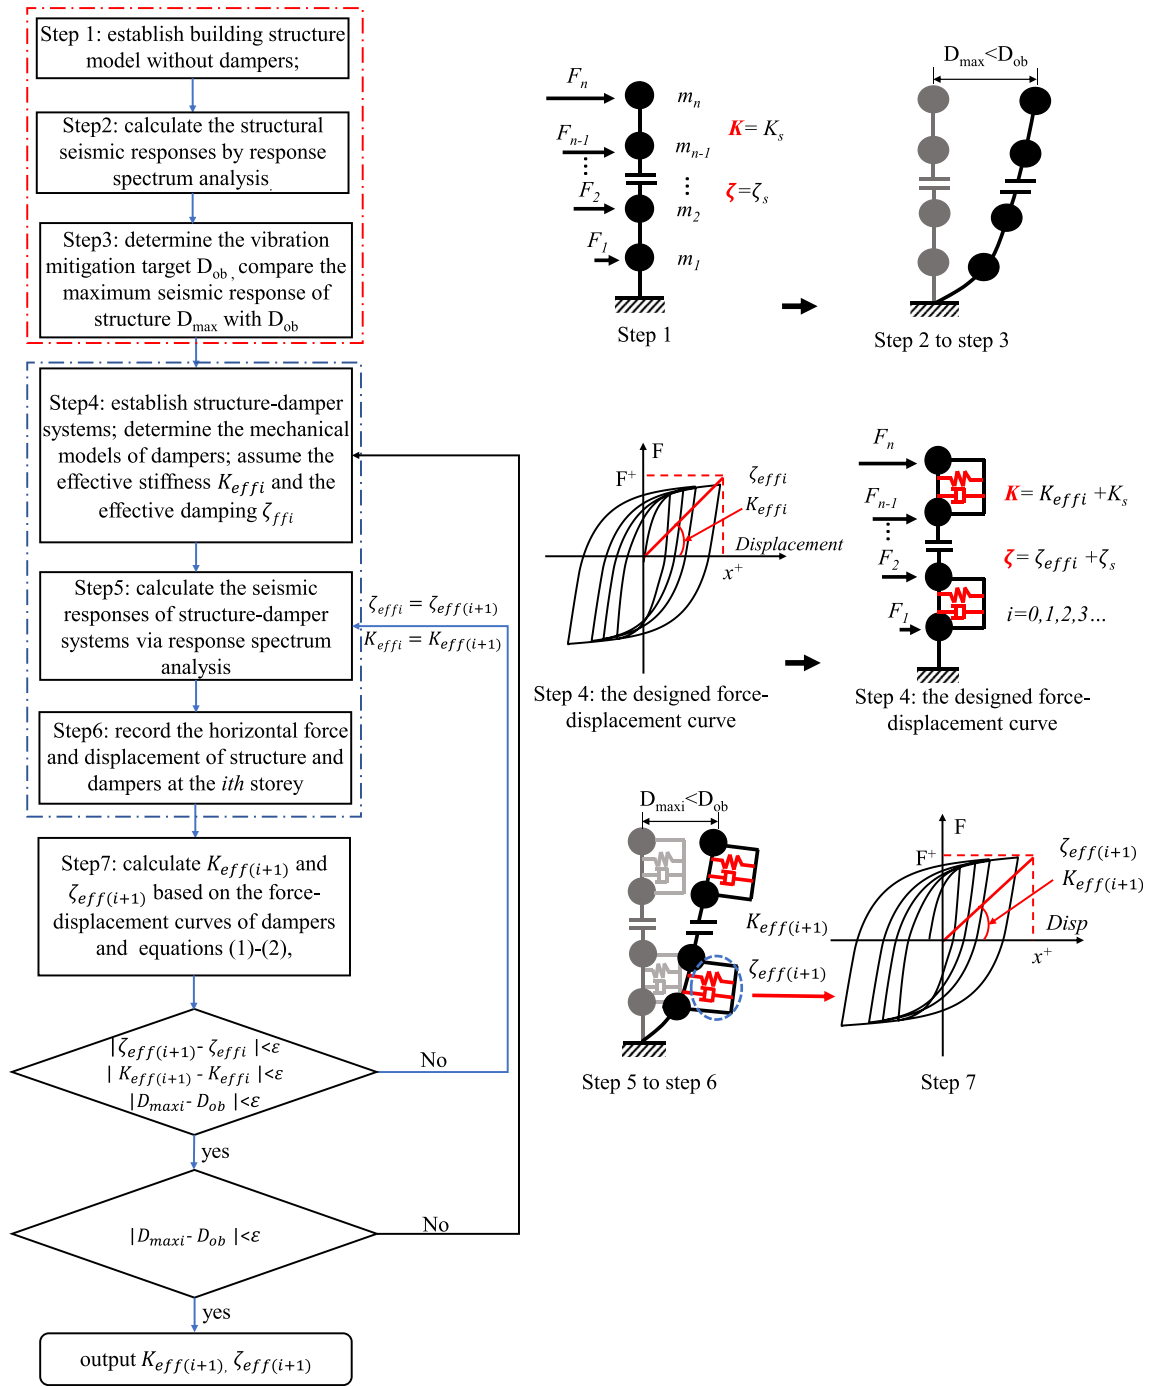 Step 1: establish building structure
model without dampers;
Step2: calculate the structural
seismic responses by response
spectrum analysis.
Step3: determine the vibration
mitigation target D_ob, compare the
maximum seismic response of
structure D_max with D_ob
Step4: establish structure-damper
systems; determine the mechanical
models of dampers; assume the
effective stiffness K_effi and the
effective damping ζ_ffi
Step5: calculate the seismic
responses of structure-damper
systems via response spectrum
analysis
ζ_effi = ζ_eff(i+1)
K_effi = K_eff(i+1)
Step6: record the horizontal force
and displacement of structure and
dampers at the ith storey
Step7: calculate K_eff(i+1) and
ζ_eff(i+1) based on the force-
displacement curves of dampers
and equations (1)-(2),
|ζ_eff(i+1) - ζ_effi |<ε
| K_eff(i+1) - K_effi |<ε
|D_maxi - D_ob |<ε
No
yes
|D_maxi - D_ob |<ε
No
yes
output K_eff(i+1), ζ_eff(i+1)
F_n
m_n
F_n-1
m_n-1
K= K_s
F_2
m_2
ζ=ζ_s
F_1
m_1
Step 1
D_max<D_ob
Step 2 to step 3
F
F+
ζ_effi
K_effi
Displacement
x+
Step 4: the designed force-
displacement curve
F_n
F_n-1
F_2
F_1
K= K_effi +K_s
ζ= ζ_effi +ζ_s
i=0,1,2,3...
Step 4: the designed force-
displacement curve
D_maxi<D_ob
K_eff(i+1)
ζ_eff(i+1)
Step 5 to step 6
F
F+
ζ_eff(i+1)
K_eff(i+1)
Disp
x+
Step 7